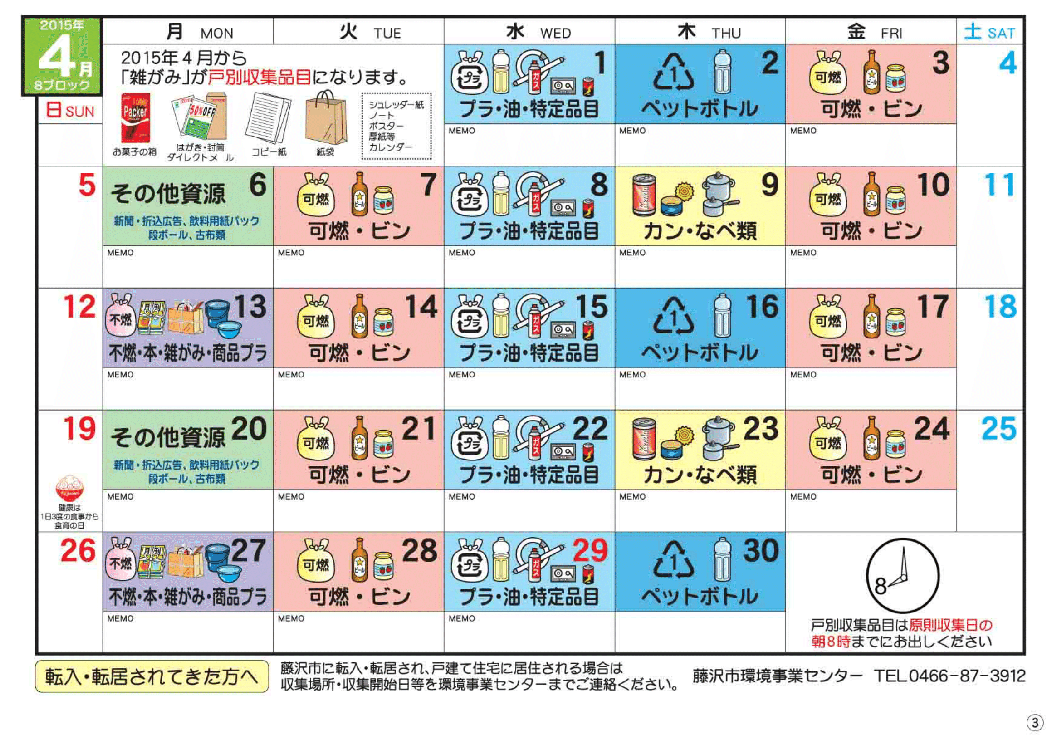 2015年
4月
8ブロック
月 MON
火 TUE
水 WED
木 THU
金 FRI
土 SAT
日 SUN
2015年4月から
「雑がみ」が戸別収集品目になります。
お菓子の箱
はがき・封筒
ダイレクトメール
コピー紙
紙袋
シュレッダー紙
ノート
ポスター
厚紙等
カレンダー
1
プラ・油・特定品目
MEMO
2
ペットボトル
MEMO
3
可燃
可燃・ビン
MEMO
4
5
その他資源 6
新聞・折込広告、飲料用紙パック
段ボール、古布類
MEMO
可燃
7
可燃・ビン
MEMO
プラ
8
プラ・油・特定品目
MEMO
9
カン・なべ類
MEMO
可燃
10
可燃・ビン
MEMO
11
12
不燃
13
不燃・本・雑がみ・商品プラ
MEMO
可燃
14
可燃・ビン
MEMO
プラ
15
プラ・油・特定品目
MEMO
16
ペットボトル
MEMO
可燃
17
可燃・ビン
MEMO
18
19
健康は
1日3食の食事から
食育の日
その他資源 20
新聞・折込広告、飲料用紙パック
段ボール、古布類
MEMO
可燃
21
可燃・ビン
MEMO
プラ
22
プラ・油・特定品目
MEMO
23
カン・なべ類
MEMO
可燃
24
可燃・ビン
MEMO
25
26
不燃
27
不燃・本・雑がみ・商品プラ
MEMO
可燃
28
可燃・ビン
MEMO
プラ
29
プラ・油・特定品目
MEMO
30
ペットボトル
MEMO
8
戸別収集品目は原則収集日の
朝8時までにお出しください
転入・転居されてきた方へ
藤沢市に転入・転居され、戸建て住宅に居住される場合は
収集場所・収集開始日等を環境事業センターまでご連絡ください。
藤沢市環境事業センター TEL0466-87-3912
③